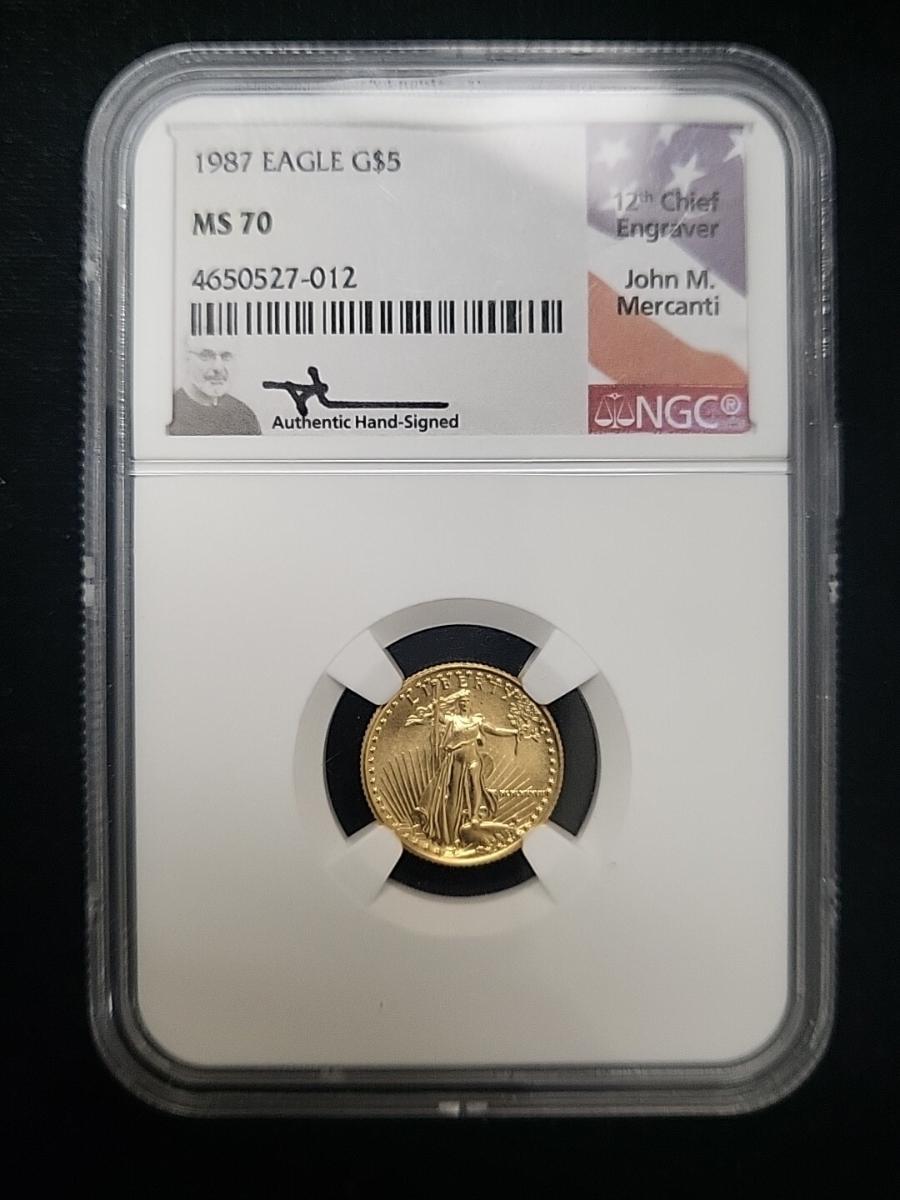 1987 EAGLE G$5
MS 70
4650527-012
Authentic Hand-Signed
12th Chief
Engraver
John M.
Mercanti
NGC®
LIBERTY